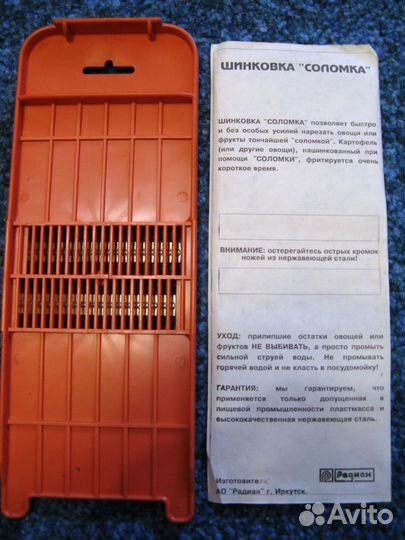 ШИНКОВКА "СОЛОМКА"
ШИНКОВКА "СОЛОМКА" позволяет быстро
и без особых усилий нарезать овощи или
фрукты тончайшей "соломкой". Картофель
(или другие овощи), нашинкованный при
помощи "СОЛОМКИ", фритируется очень
короткое время.
ВНИМАНИЕ: остерегайтесь острых кромок
ножей из нержавеющей стали!
УХОД: прилипшие остатки овощей или
фруктов НЕ ВЫБИВАТЬ, а просто промыть
сильной струей воды. Не промывать
горячей водой и не класть в посудомойку!
ГАРАНТИЯ: мы гарантируем, что
применяется только допущенная в
пищевой промышленности пластмасса и
высококачественная нержавеющая сталь.
Радиан
Изготовитель:
АО "Радиан" г. Иркутск.
Avito